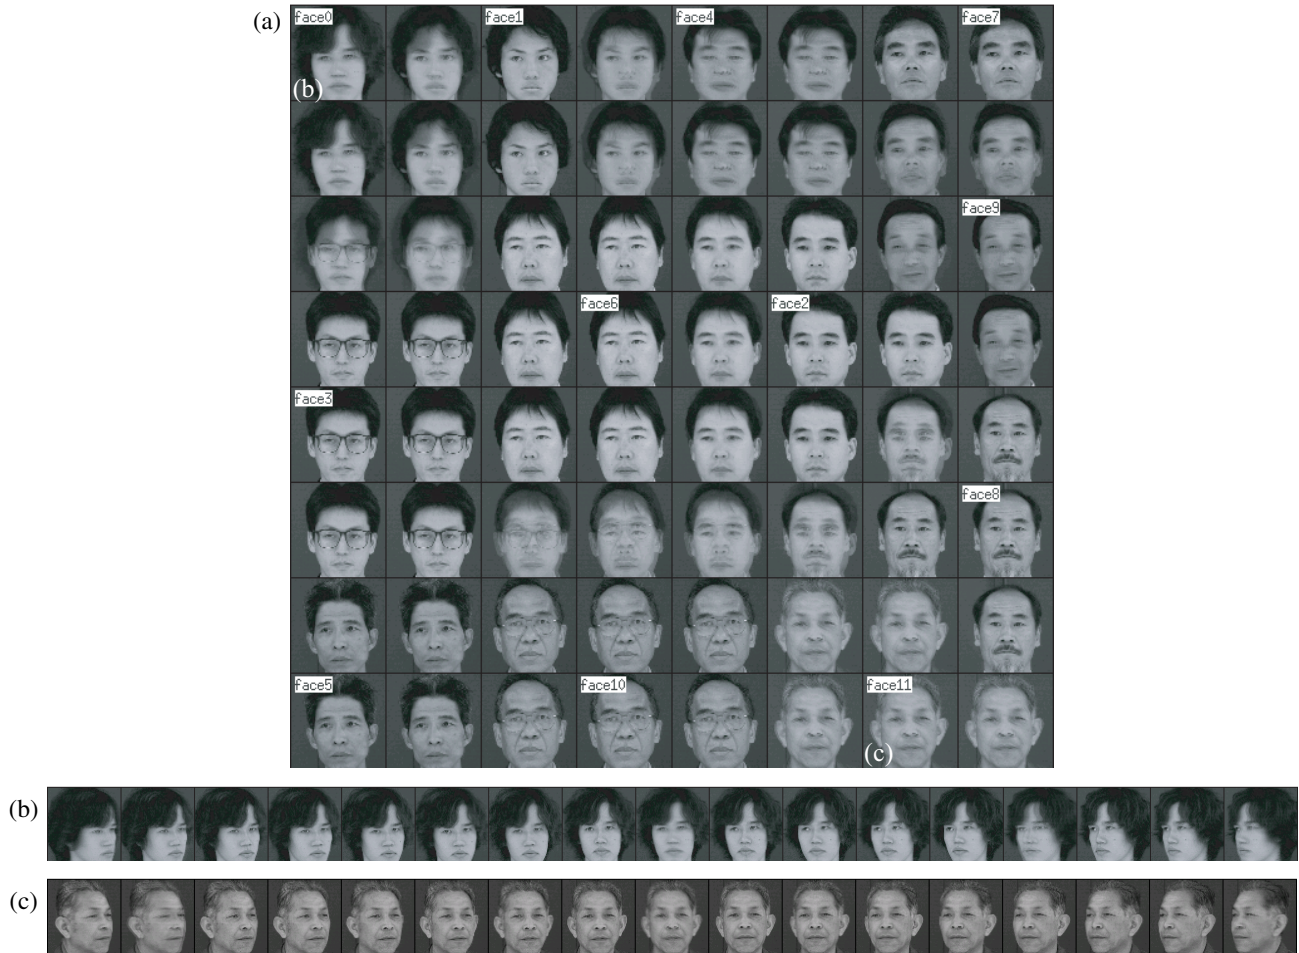 (a)
face0 face1 face4 face7
(b)
face9
face6 face2
face3
face8
face5 face10 face11
(c)
(b)
(c)